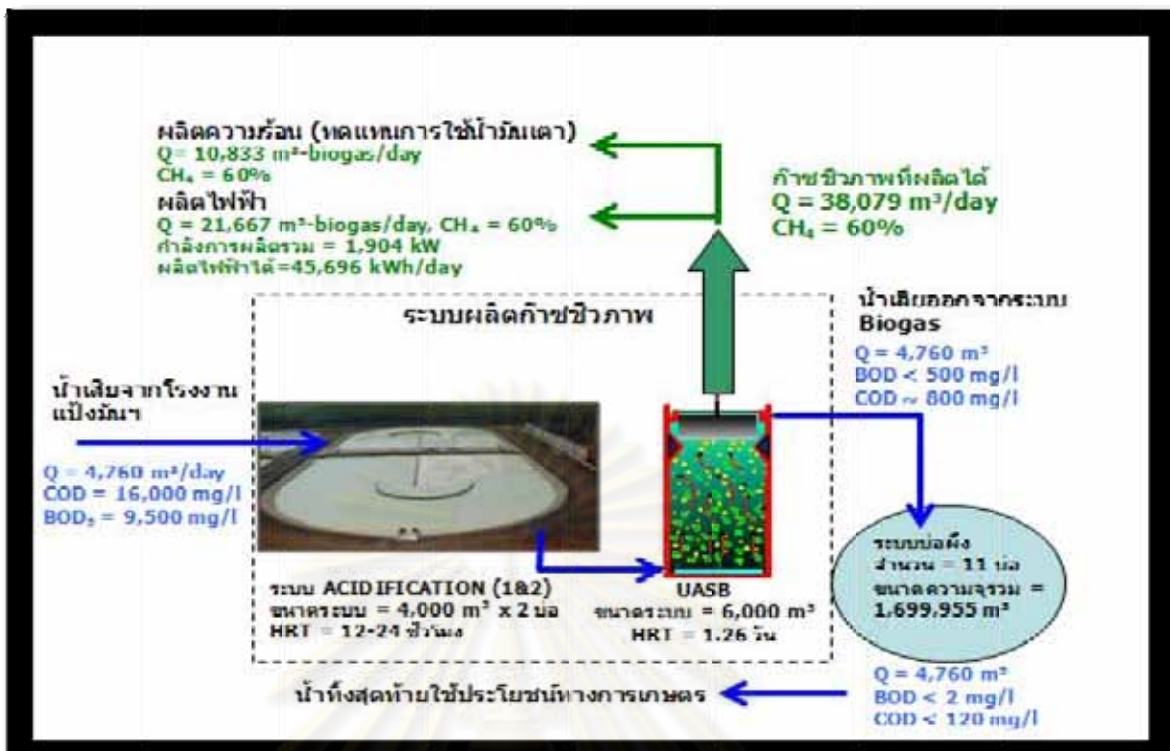 ผลิตความร้อน (ทดแทนการใช้น้ำมันเตา)
Q= 10,833 m³-biogas/day
CH₄ = 60%
ผลิตไฟฟ้า
Q = 21,667 m³-biogas/day, CH₄ = 60%
กำลังการผลิตรวม = 1,904 kW
ผลิตไฟฟ้าได้=45,696 kWh/day
ก๊าซชีวภาพที่ผลิตได้
Q = 38,079 m³/day
CH₄ = 60%
ระบบผลิตก๊าซชีวภาพ
น้ำเสียออกจากระบบ
Biogas
Q = 4,760 m³
BOD < 500 mg/l
COD ~ 800 mg/l
น้ำเสียจากโรงงาน
แป้งมันฯ
Q = 4,760 m³/day
COD = 16,000 mg/l
BOD₅ = 9,500 mg/l
ระบบ ACIDIFICATION (1&2)
ขนาดระบบ = 4,000 m³ x 2 บ่อ
HRT = 12-24 ชั่วโมง
UASB
ขนาดระบบ = 6,000 m³
HRT = 1.26 วัน
ระบบบ่อผึ่ง
จำนวน = 11 บ่อ
ขนาดความจุรวม =
1,699,955 m³
Q = 4,760 m³
BOD < 2 mg/l
COD < 120 mg/l
น้ำทิ้งสุดท้ายใช้ประโยชน์ทางการเกษตร